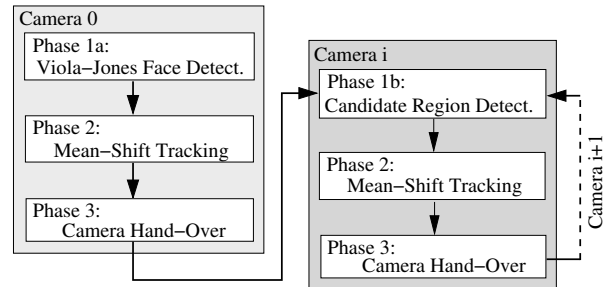 Camera 0
Phase 1a:
Viola−Jones Face Detect.
Phase 2:
Mean−Shift Tracking
Phase 3:
Camera Hand−Over
Camera i
Phase 1b:
Candidate Region Detect.
Phase 2:
Mean−Shift Tracking
Phase 3:
Camera Hand−Over
Camera i+1